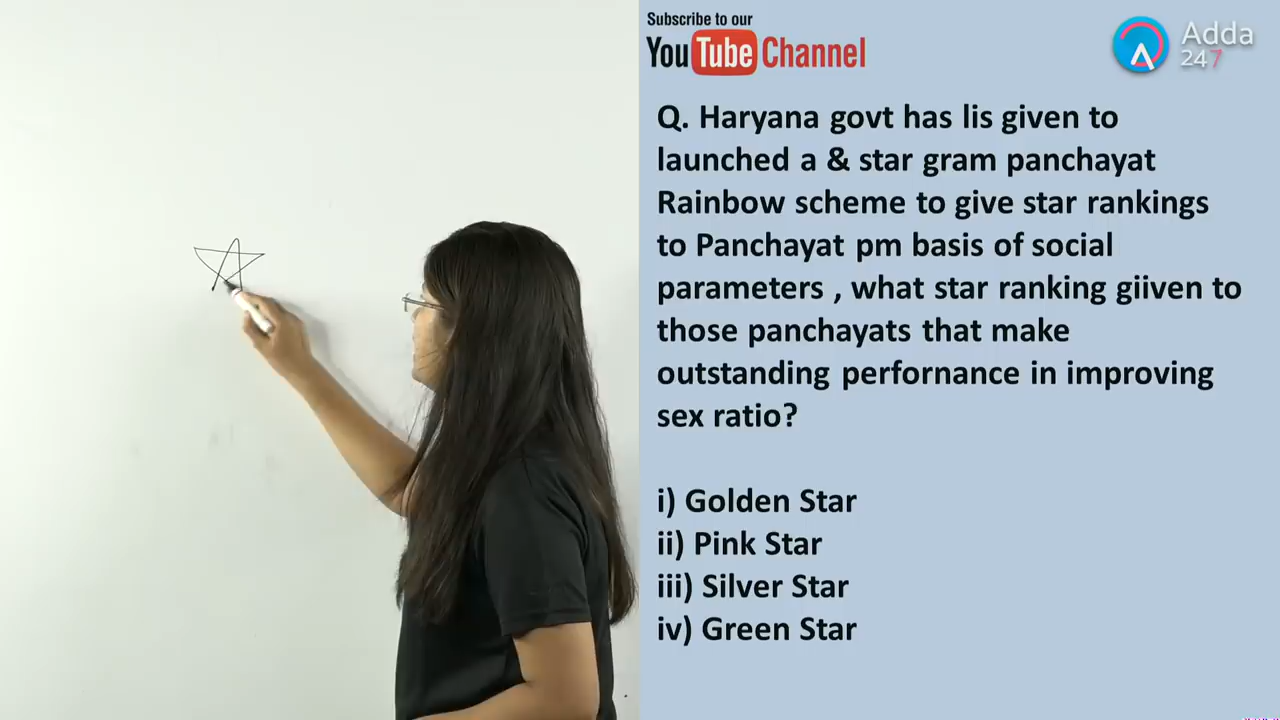 Subscribe to our
YouTube Channel
Adda
247
Q. Haryana govt has lis given to
launched a & star gram panchayat
Rainbow scheme to give star rankings
to Panchayat pm basis of social
parameters , what star ranking giiven to
those panchayats that make
outstanding perfornance in improving
sex ratio?
i) Golden Star
ii) Pink Star
iii) Silver Star
iv) Green Star